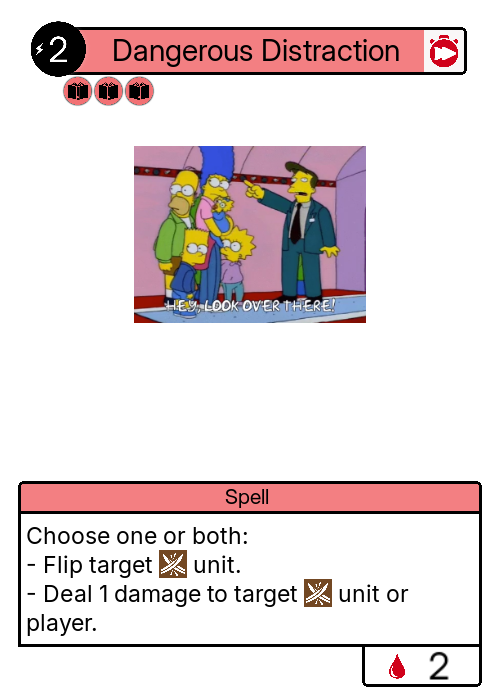 2 Dangerous Distraction
HEY, LOOK OVER THERE!
Spell
Choose one or both:
- Flip target unit.
- Deal 1 damage to target unit or
player.
2